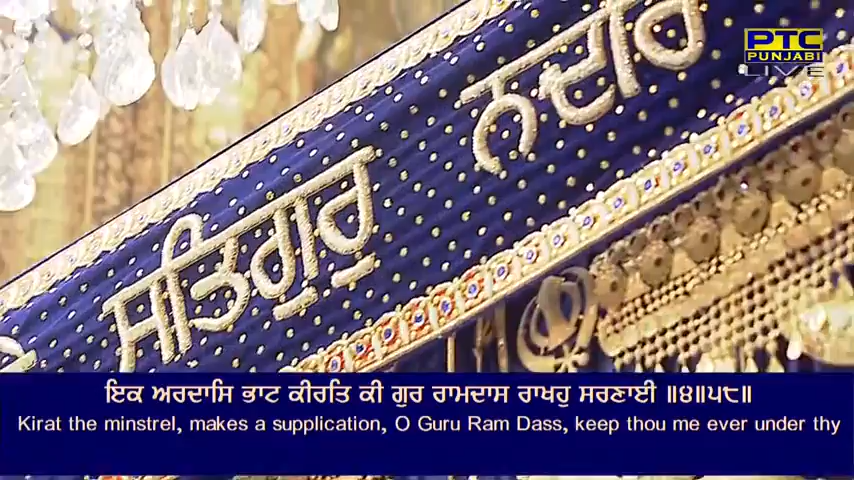 PTC
PUNJABI
LIVE
ਸਤਿਗੁਰੁ ਨਦਰਿ
ਇਕ ਅਰਦਾਸਿ ਭਾਟ ਕੀਰਤਿ ਕੀ ਗੁਰ ਰਾਮਦਾਸ ਰਾਖਹੁ ਸਰਣਾਈ ॥੪॥੫੮॥
Kirat the minstrel, makes a supplication, O Guru Ram Dass, keep thou me ever under thy